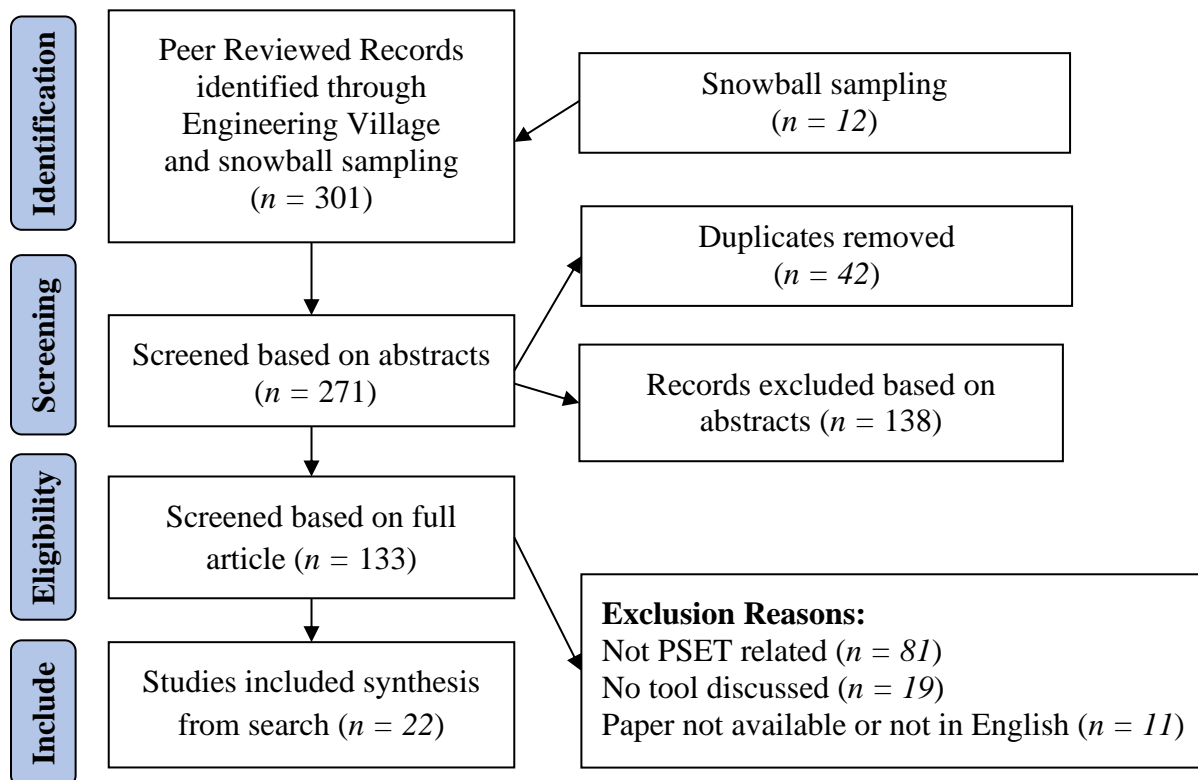 Identification
Peer Reviewed Records
identified through
Engineering Village
and snowball sampling
(n = 301)
Snowball sampling
(n = 12)
Duplicates removed
(n = 42)
Screening
Screened based on abstracts
(n = 271)
Records excluded based on
abstracts (n = 138)
Eligibility
Screened based on full
article (n = 133)
Exclusion Reasons:
Not PSET related (n = 81)
No tool discussed (n = 19)
Paper not available or not in English (n = 11)
Include
Studies included synthesis
from search (n = 22)